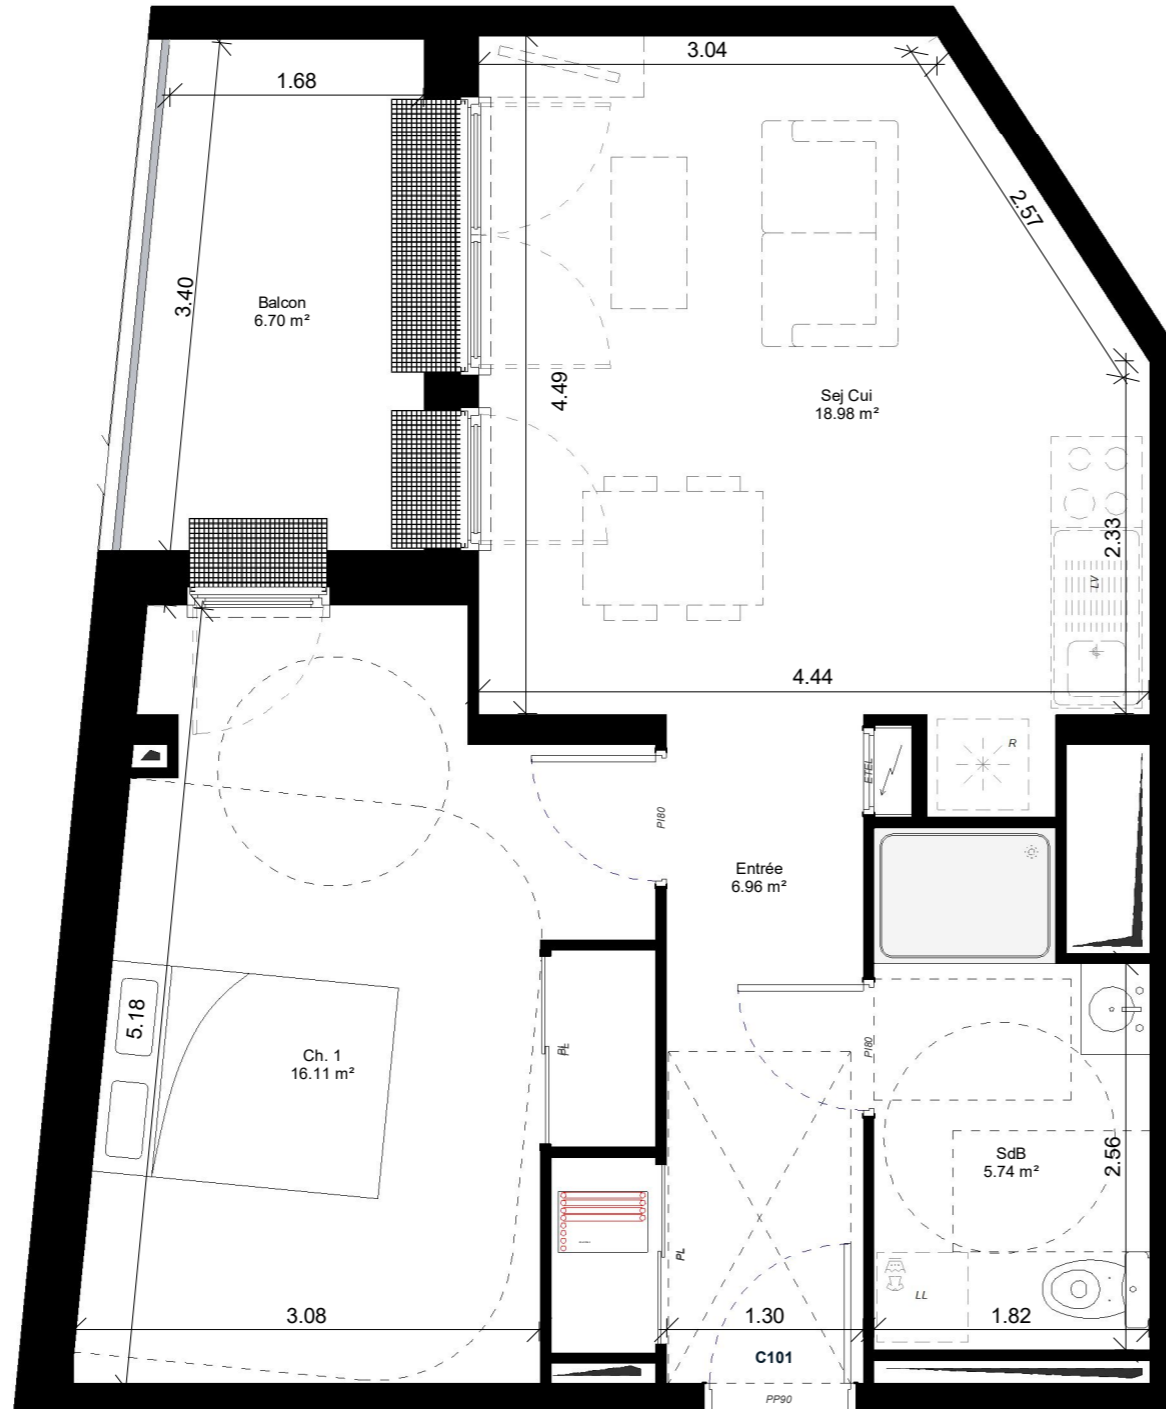 3.04
1.68
2.57
3.40
Balcon
6.70 m²
4.49
Sej Cui
18.98 m²
2.33
LV
4.44
R
ETEL
PI80
Entrée
6.96 m²
5.18
Ch. 1
16.11 m²
PL
PI80
SdB
5.74 m²
2.56
PL
LL
3.08
1.30
1.82
C101
PP90